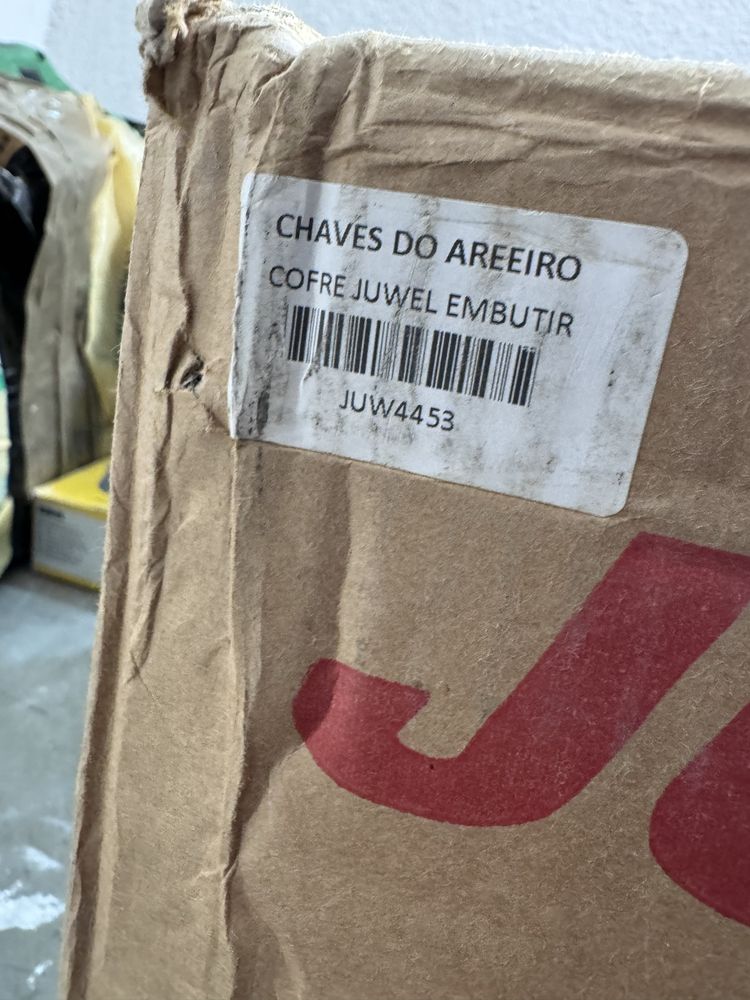 CHAVES DO AREEIRO
COFRE JUWEL EMBUTIR
JUW4453